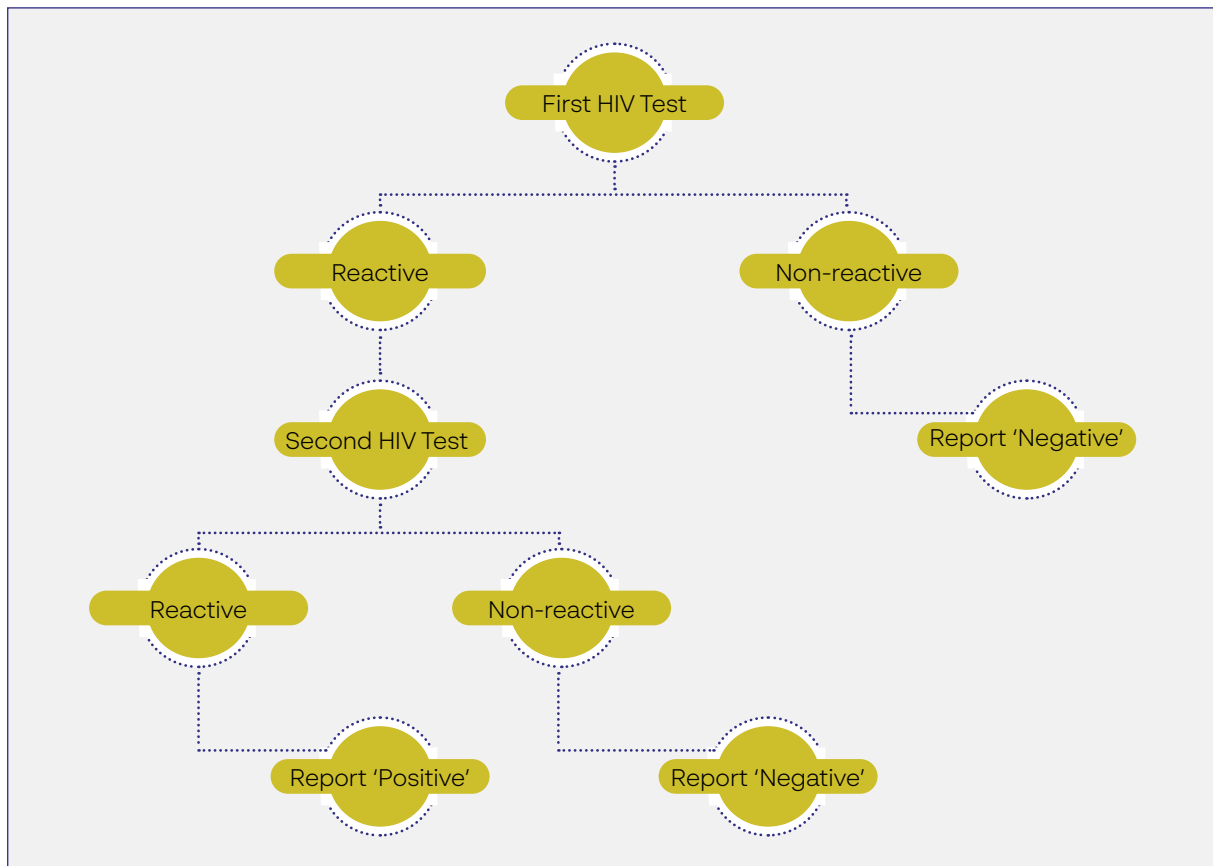 First HIV Test
Reactive
Non-reactive
Second HIV Test
Report ‘Negative’
Reactive
Non-reactive
Report ‘Positive’
Report ‘Negative’